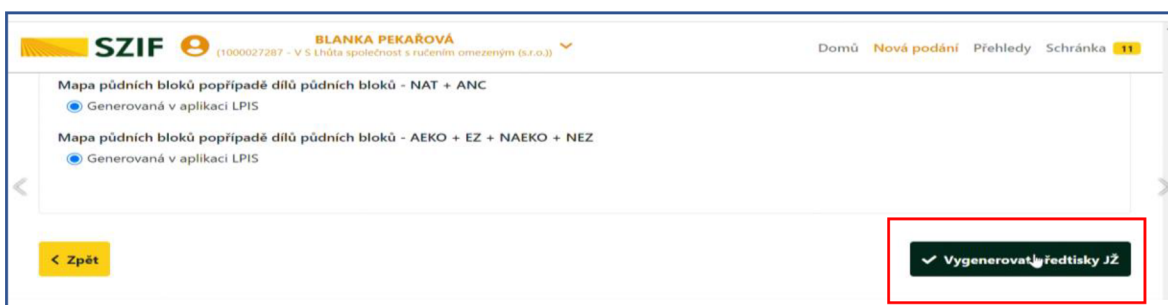 SZIF
BLANKA PEKAŘOVÁ
(1000027287 - V S Lhůta společnost s ručením omezeným (s.r.o.))
Domů Nová podání Přehledy Schránka 11
Mapa půdních bloků popřípadě dílů půdních bloků - NAT + ANC
Generovaná v aplikaci LPIS
Mapa půdních bloků popřípadě dílů půdních bloků - AEKO + EZ + NAEKO + NEZ
Generovaná v aplikaci LPIS
Zpět
Vygenerovat předtisky JŽ